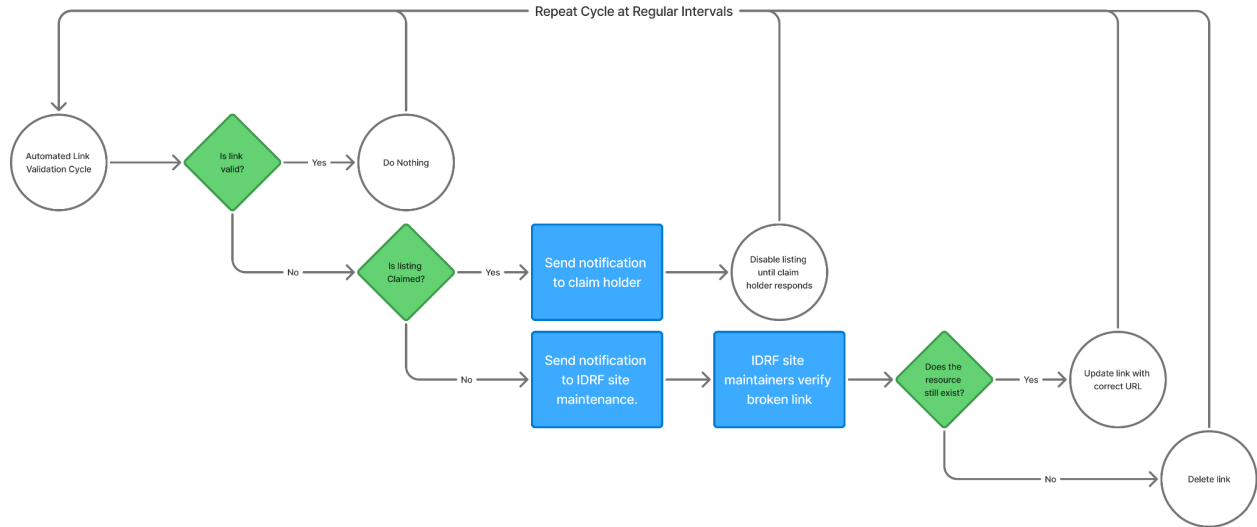 Repeat Cycle at Regular Intervals
Automated Link
Validation Cycle
Is link
valid?
Yes
Do Nothing
No
Is listing
Claimed?
Yes
Send notification
to claim holder
Disable listing
until claim
holder responds
No
Send notification
to IDRF site
maintenance.
IDRF site
maintainers verify
broken link
Does the
resource
still exist?
Yes
Update link with
correct URL
No
Delete link